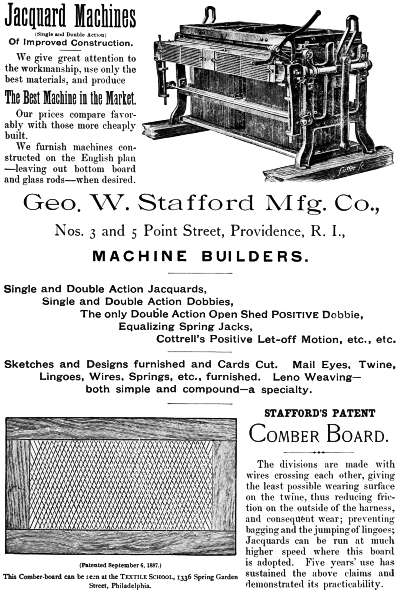 Jacquard Machines
(Single and Double Action)
Of Improved Construction.
We give great attention to
the workmanship, use only the
best materials, and produce
The Best Machine in the Market.
Our prices compare favor-
ably with those more cheaply
built.
We furnish machines con-
structed on the English plan
—leaving out bottom board
and glass rods—when desired.
Geo. W. Stafford Mfg. Co.,
Nos. 3 and 5 Point Street, Providence, R. I.,
MACHINE BUILDERS.
Single and Double Action Jacquards,
Single and Double Action Dobbies,
The only Double Action Open Shed POSITIVE Dobbie,
Equalizing Spring Jacks,
Cottrell's Positive Let-off Motion, etc., etc.
Sketches and Designs furnished and Cards Cut. Mail Eyes, Twine,
Lingoes, Wires, Springs, etc., furnished. Leno Weaving—
both simple and compound—a specialty.
STAFFORD'S PATENT
COMBER BOARD.
The divisions are made with
wires crossing each other, giving
the least possible wearing surface
on the twine, thus reducing fric-
tion on the outside of the harness,
and consequent wear; preventing
bagging and the jumping of lingoes;
Jacquards can be run at much
higher speed where this board
is adopted. Five years' use has
sustained the above claims and
demonstrated its practicability.
(Patented September 6, 1887.)
This Comber-board can be seen at the TEXTILE SCHOOL, 1336 Spring Garden
Street, Philadelphia.